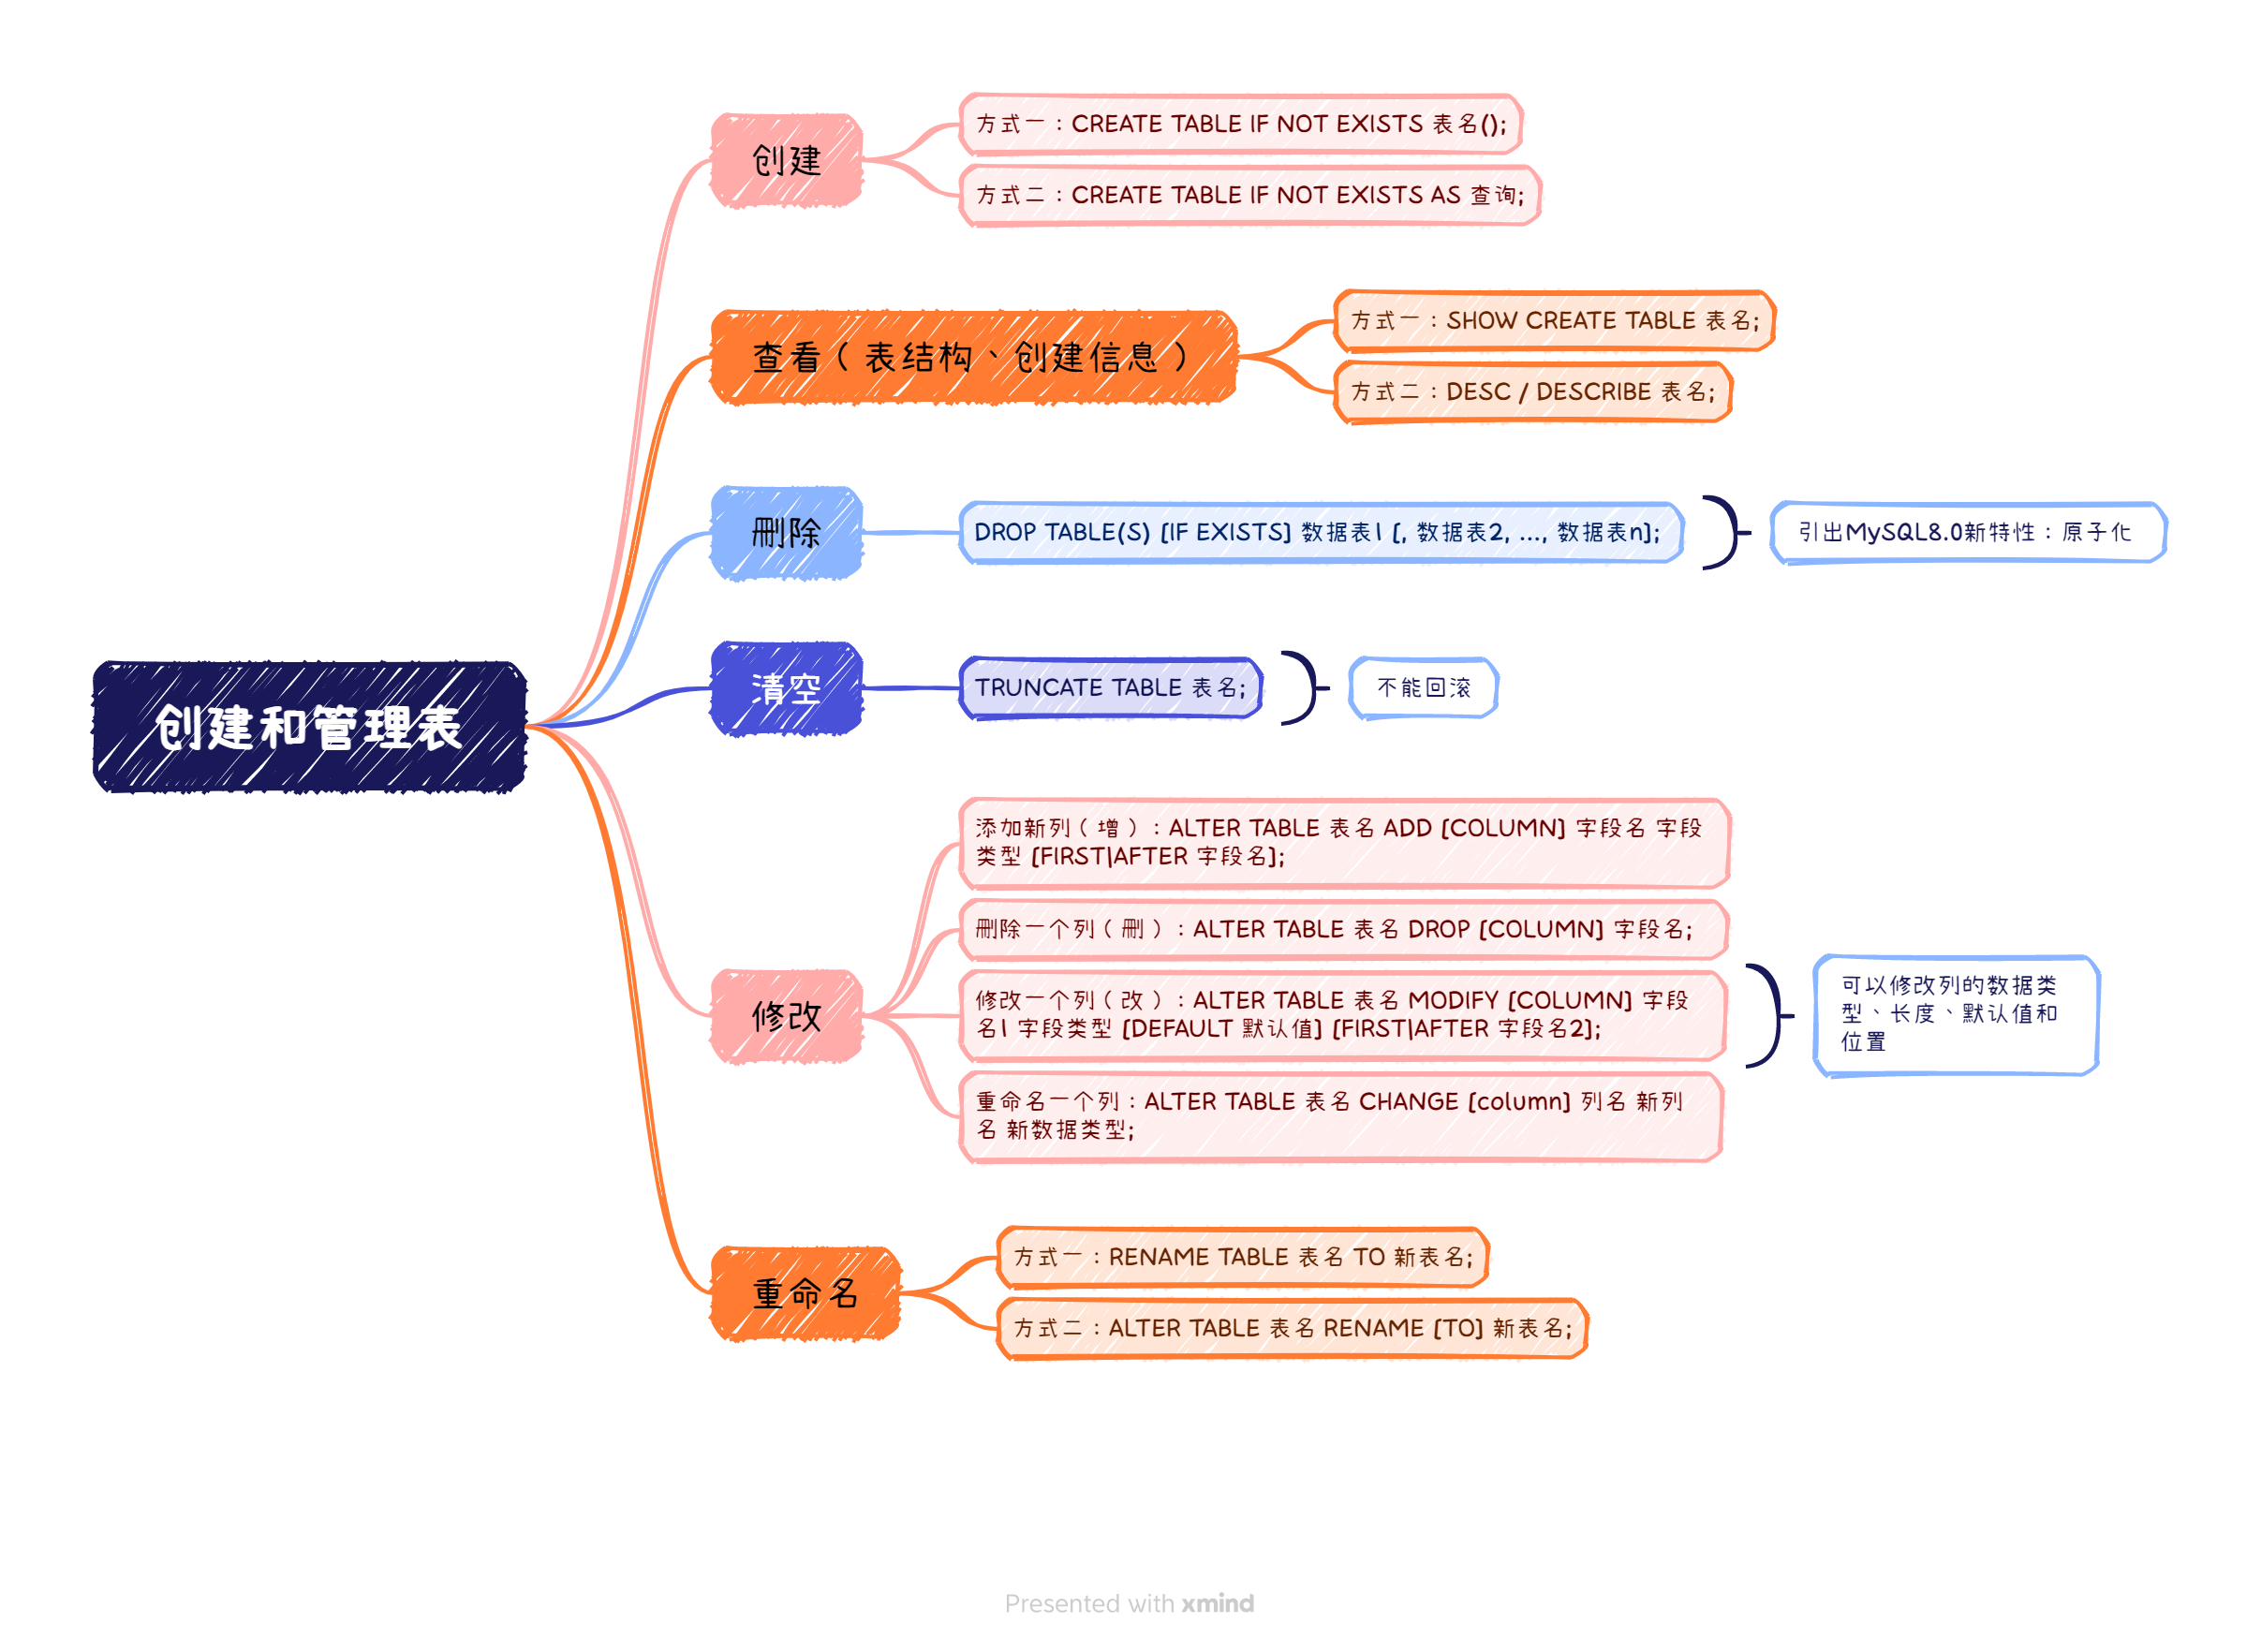 创建和管理表
创建
方式一：CREATE TABLE IF NOT EXISTS 表名();
方式二：CREATE TABLE IF NOT EXISTS AS 查询;
查看（表结构、创建信息）
方式一：SHOW CREATE TABLE 表名;
方式二：DESC / DESCRIBE 表名;
删除
DROP TABLE(S) [IF EXISTS] 数据表1 [, 数据表2, ..., 数据表n];
引出MySQL8.0新特性：原子化
清空
TRUNCATE TABLE 表名;
不能回滚
修改
添加新列（增）：ALTER TABLE 表名 ADD [COLUMN] 字段名 字段
类型 [FIRST|AFTER 字段名];
删除一个列（删）：ALTER TABLE 表名 DROP [COLUMN] 字段名;
修改一个列（改）：ALTER TABLE 表名 MODIFY [COLUMN] 字段
名1 字段类型 [DEFAULT 默认值] [FIRST|AFTER 字段名2];
可以修改列的数据类
型、长度、默认值和
位置
重命名一个列：ALTER TABLE 表名 CHANGE [column] 列名 新列
名 新数据类型;
重命名
方式一：RENAME TABLE 表名 TO 新表名;
方式二：ALTER TABLE 表名 RENAME [TO] 新表名;
Presented with xmind